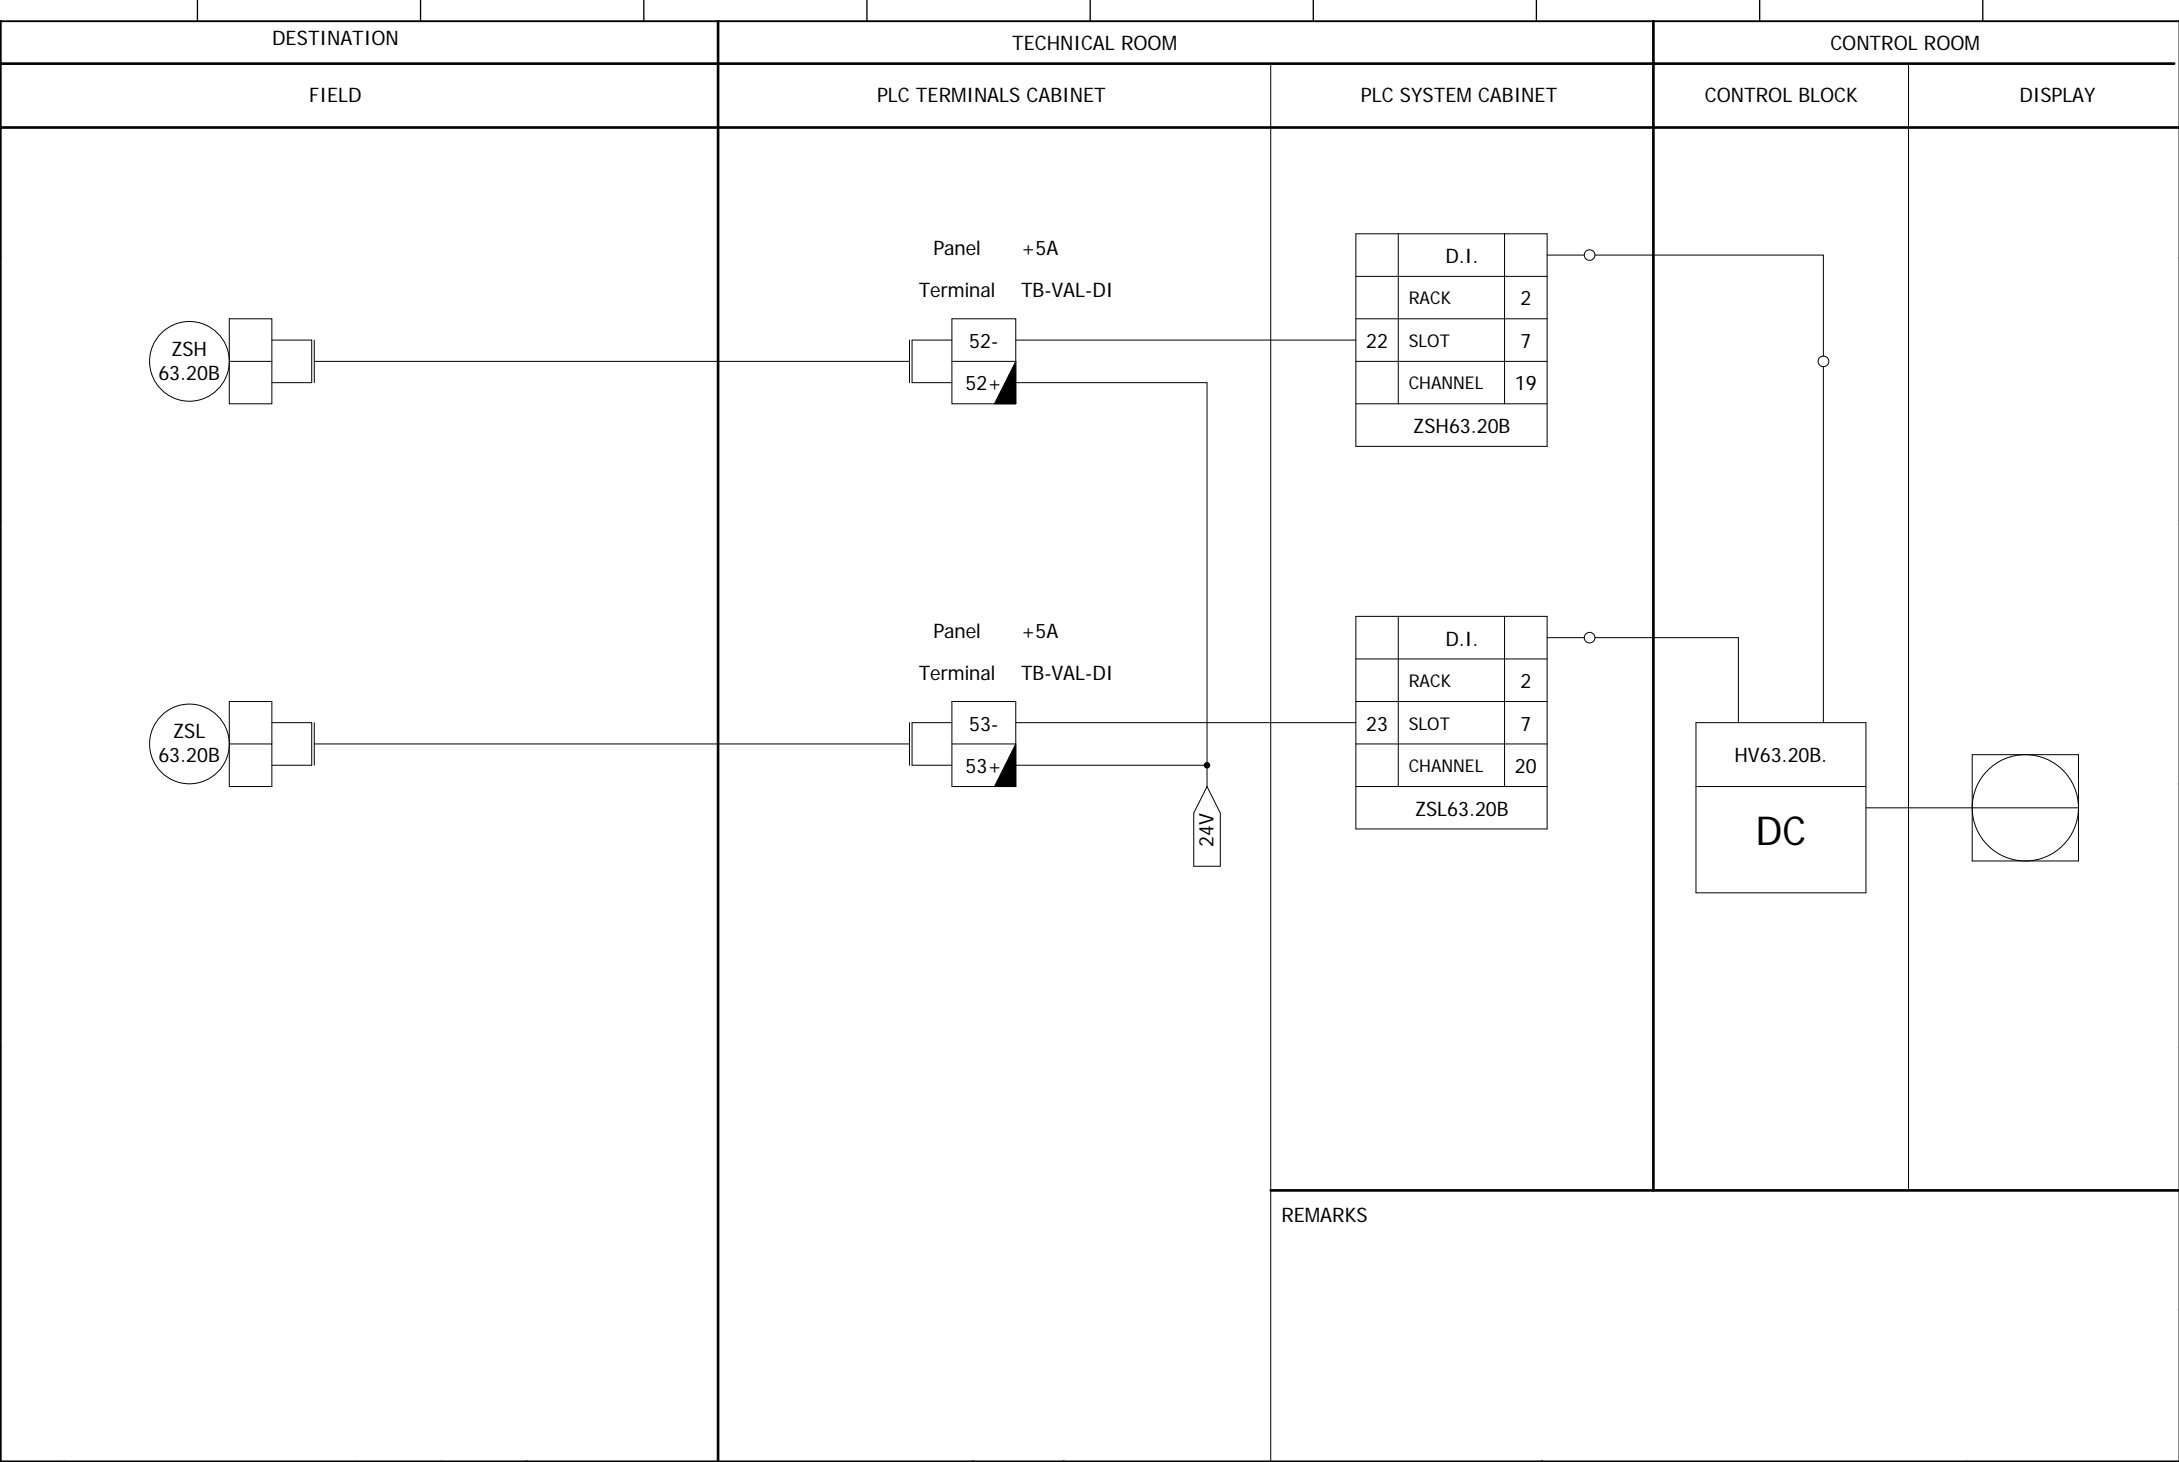 DESTINATION
TECHNICAL ROOM
CONTROL ROOM
FIELD
PLC TERMINALS CABINET
PLC SYSTEM CABINET
CONTROL BLOCK
DISPLAY
Panel +5A
Terminal TB-VAL-DI
ZSH
63.20B
52-
52+
D.I.
RACK 2
22 SLOT 7
CHANNEL 19
ZSH63.20B
Panel +5A
Terminal TB-VAL-DI
ZSL
63.20B
53-
53+
24V
D.I.
RACK 2
23 SLOT 7
CHANNEL 20
ZSL63.20B
HV63.20B.
DC
REMARKS